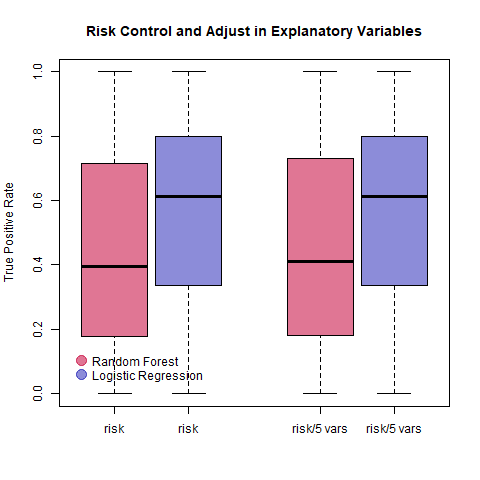 Risk Control and Adjust in Explanatory Variables
True Positive Rate
1.0
0.8
0.6
0.4
0.2
0.0
Random Forest
Logistic Regression
risk risk risk/5 vars risk/5 vars